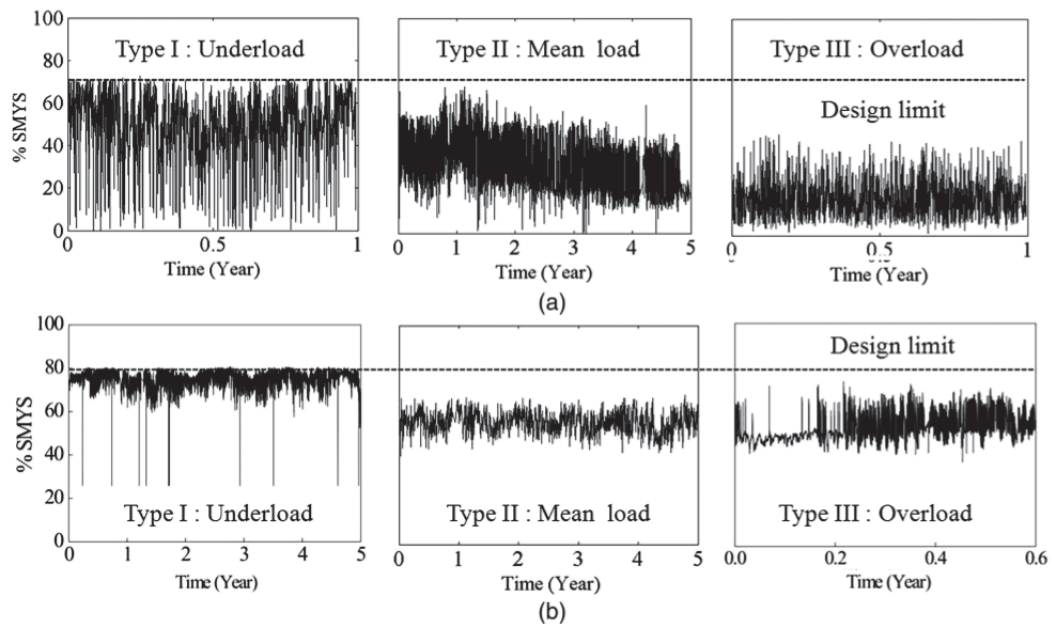 100
80
60
40
20
0
% SMYS
Type I : Underload
0
0.5
1
Time (Year)
Type II : Mean load
0
1
2
3
4
5
Time (Year)
Type III : Overload
Design limit
0
0.5
1
Time (Year)
(a)
100
80
60
40
20
0
% SMYS
Type I : Underload
0
1
2
3
4
5
Time (Year)
Type II : Mean load
0
1
2
3
4
5
Time (Year)
Design limit
Type III : Overload
0.0
0.2
0.4
0.6
Time (Year)
(b)